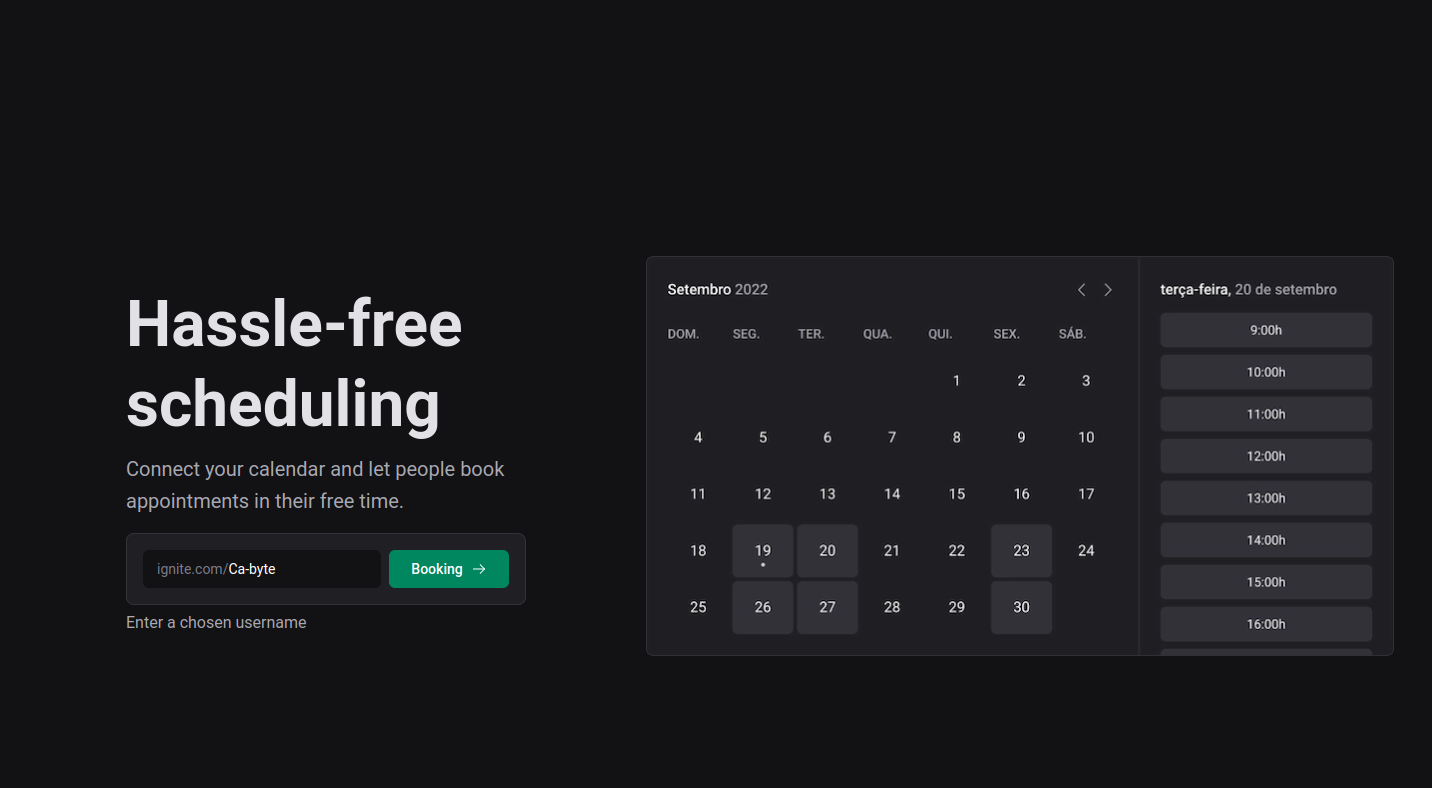 Hassle-free
scheduling
Connect your calendar and let people book
appointments in their free time.
ignite.com/Ca-byte
Booking →
Enter a chosen username
Setembro 2022
DOM. SEG. TER. QUA. QUI. SEX. SÁB.
1 2 3
4 5 6 7 8 9 10
11 12 13 14 15 16 17
18 19 20 21 22 23 24
25 26 27 28 29 30
terça-feira, 20 de setembro
9:00h
10:00h
11:00h
12:00h
13:00h
14:00h
15:00h
16:00h